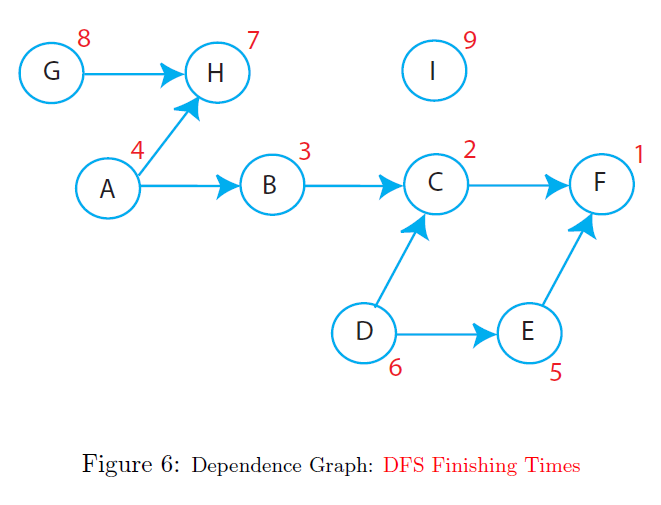 8 7 9
G H I
4 3 2 1
A B C F
D E
6 5
Figure 6: Dependence Graph: DFS Finishing Times